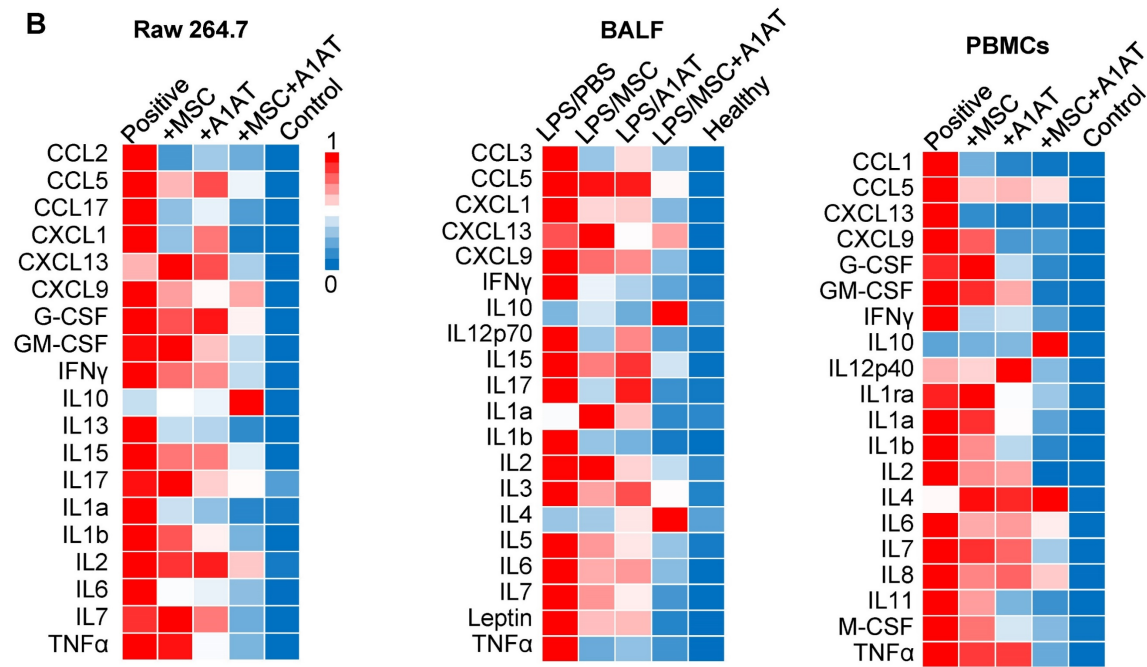 B
Raw 264.7
Positive
+MSC
+A1AT
+MSC+A1AT
Control
CCL2
CCL5
CCL17
CXCL1
CXCL13
CXCL9
G-CSF
GM-CSF
IFNγ
IL10
IL13
IL15
IL17
IL1a
IL1b
IL2
IL6
IL7
TNFα
1
0
BALF
LPS/PBS
LPS/MSC
LPS/A1AT
LPS/MSC+A1AT
Healthy
CCL3
CCL5
CXCL1
CXCL13
CXCL9
IFNγ
IL10
IL12p70
IL15
IL17
IL1a
IL1b
IL2
IL3
IL4
IL5
IL6
IL7
Leptin
TNFα
PBMCs
Positive
+MSC
+A1AT
+MSC+A1AT
Control
CCL1
CCL5
CXCL13
CXCL9
G-CSF
GM-CSF
IFNγ
IL10
IL12p40
IL1ra
IL1a
IL1b
IL2
IL4
IL6
IL7
IL8
IL11
M-CSF
TNFα